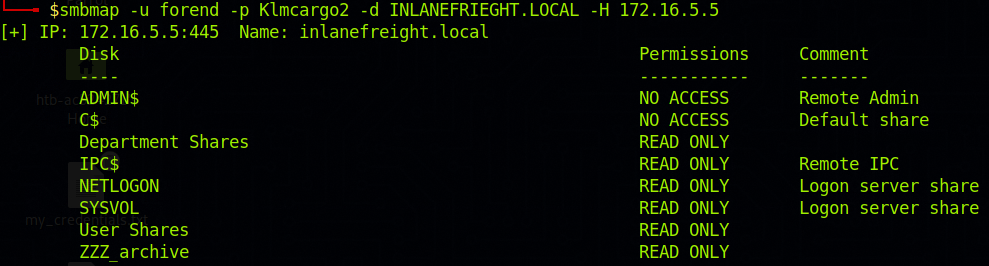 $smbmap -u forend -p Klmcargo2 -d INLANEFRIEGHT.LOCAL -H 172.16.5.5
[+] IP: 172.16.5.5:445 Name: inlanefreight.local
Disk Permissions Comment
---- ----------- -------
ADMIN$ NO ACCESS Remote Admin
C$ NO ACCESS Default share
Department Shares READ ONLY
IPC$ READ ONLY Remote IPC
NETLOGON READ ONLY Logon server share
SYSVOL READ ONLY Logon server share
User Shares READ ONLY
ZZZ_archive READ ONLY